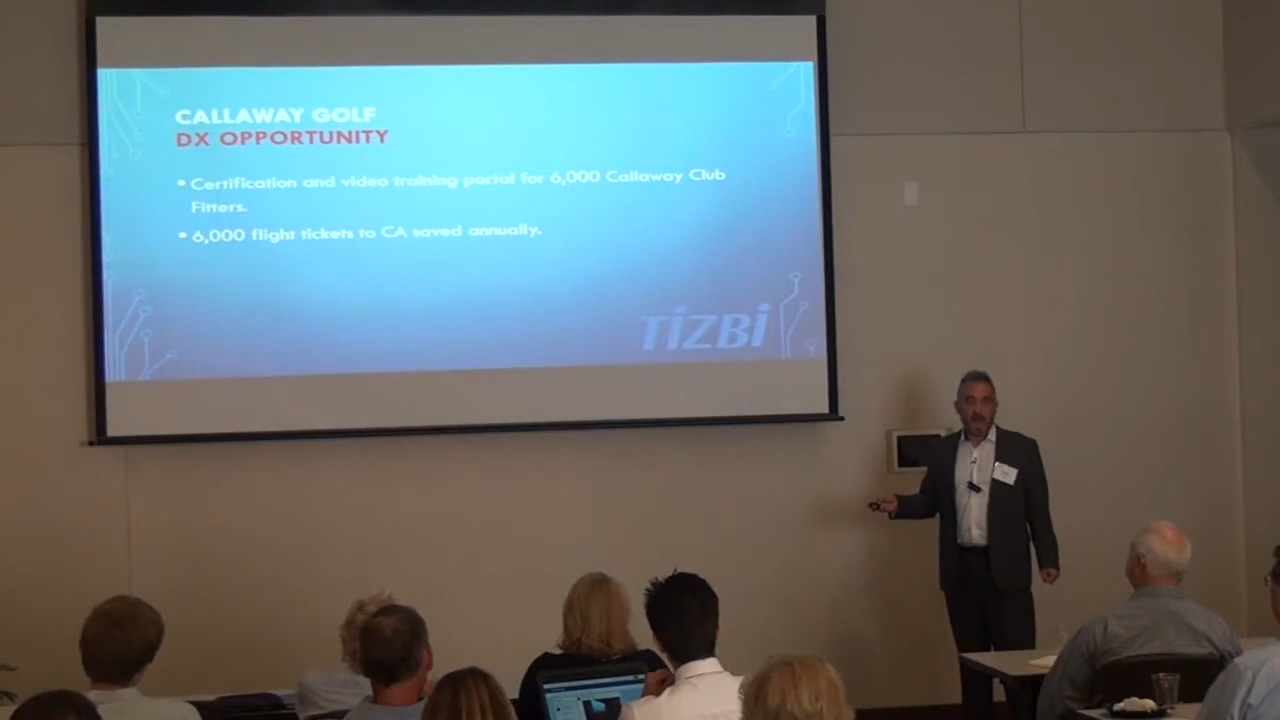 CALLAWAY GOLF
DX OPPORTUNITY
• Certification and video training portal for 6,000 Callaway Club
Fitters.
• 6,000 flight tickets to CA saved annually.
TiZBi